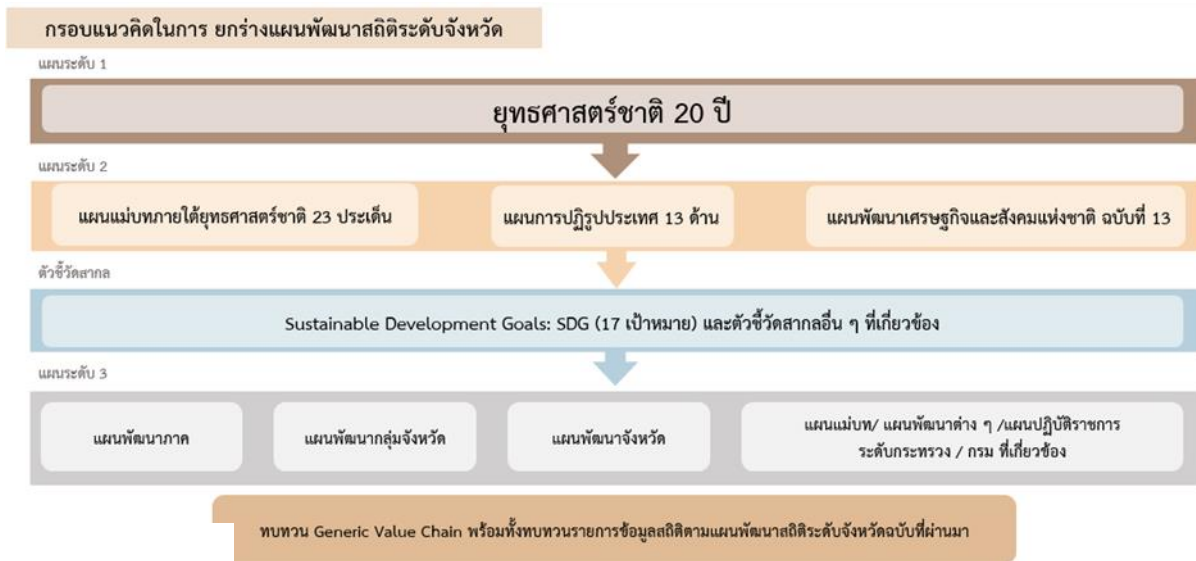 กรอบแนวคิดในการ ยกร่างแผนพัฒนาสถิติระดับจังหวัด
แผนระดับ 1
ยุทธศาสตร์ชาติ 20 ปี
แผนระดับ 2
แผนแม่บทภายใต้ยุทธศาสตร์ชาติ 23 ประเด็น
แผนการปฏิรูปประเทศ 13 ด้าน
แผนพัฒนาเศรษฐกิจและสังคมแห่งชาติ ฉบับที่ 13
ตัวชี้วัดสากล
Sustainable Development Goals: SDG (17 เป้าหมาย) และตัวชี้วัดสากลอื่น ๆ ที่เกี่ยวข้อง
แผนระดับ 3
แผนพัฒนาภาค
แผนพัฒนากลุ่มจังหวัด
แผนพัฒนาจังหวัด
แผนแม่บท/ แผนพัฒนาต่าง ๆ /แผนปฏิบัติราชการ
ระดับกระทรวง / กรม ที่เกี่ยวข้อง
ทบทวน Generic Value Chain พร้อมทั้งทบทวนรายการข้อมูลสถิติตามแผนพัฒนาสถิติระดับจังหวัดฉบับที่ผ่านมา